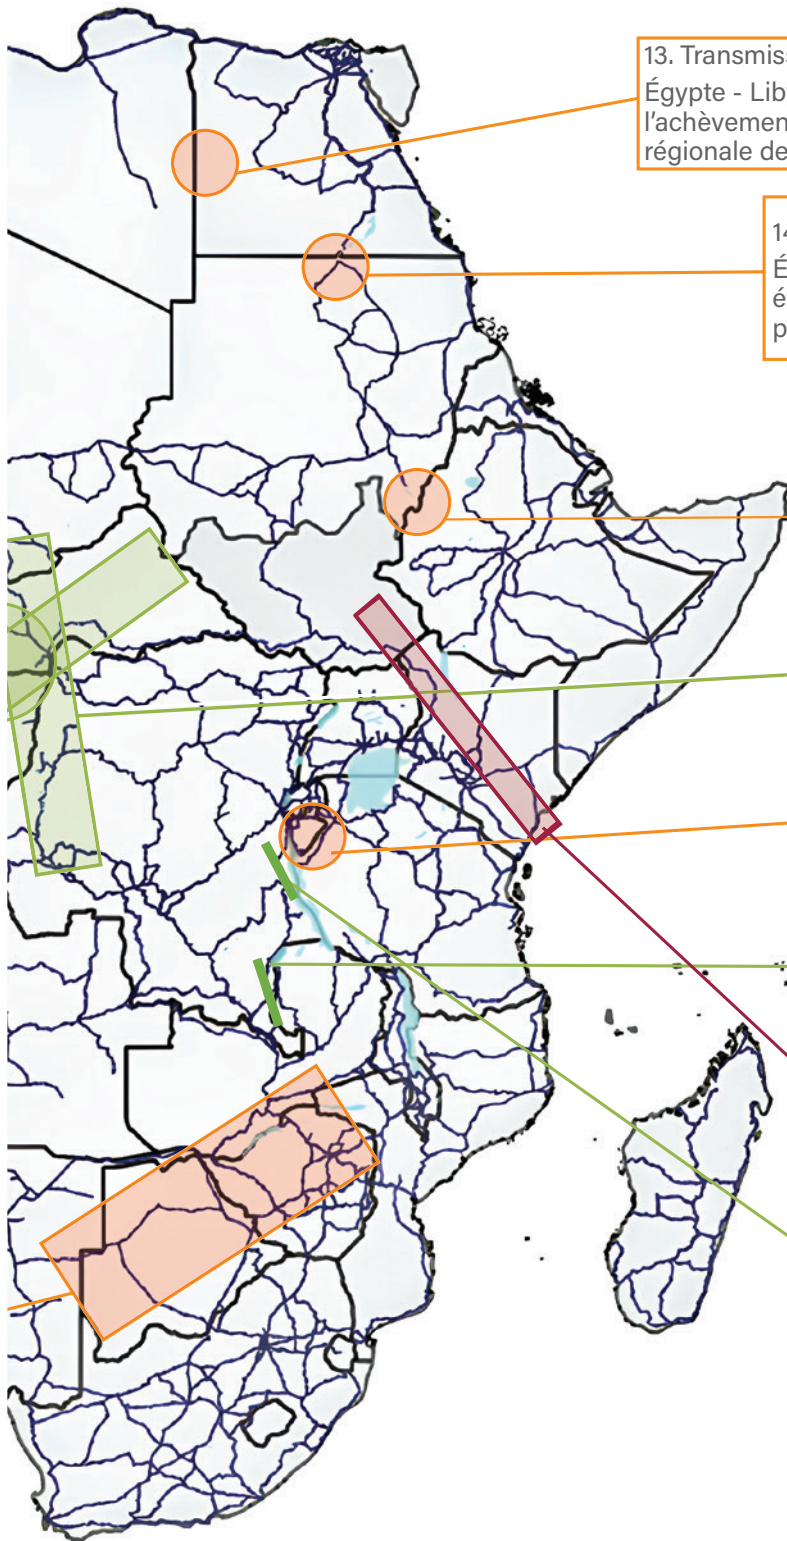 13. Transmiss
Égypte - Lib
l'achèvemen
régionale de
14
É
é
p